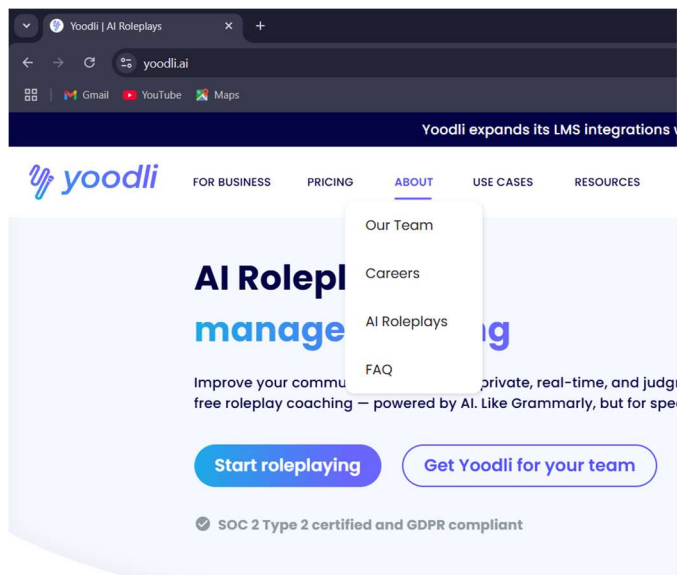 Yoodli | AI Roleplays
yoodli.ai
Gmail YouTube Maps
Yoodli expands its LMS integrations
yoodli FOR BUSINESS PRICING ABOUT USE CASES RESOURCES
Our Team
Careers
AI Roleplays
FAQ
AI Rolepl
manage g
Improve your commu private, real-time, and judg
free roleplay coaching — powered by AI. Like Grammarly, but for spe
Start roleplaying Get Yoodli for your team
SOC 2 Type 2 certified and GDPR compliant